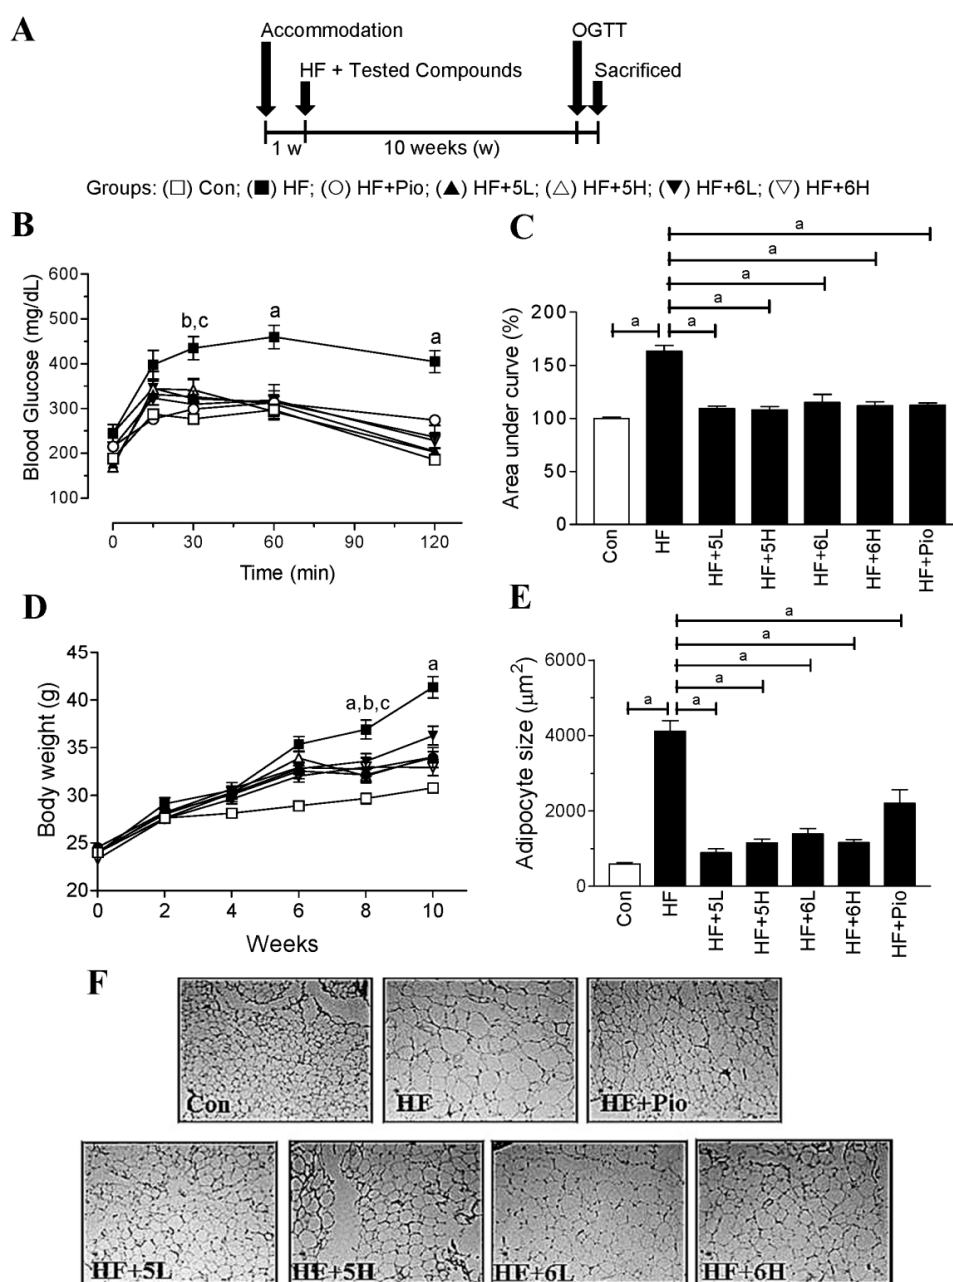 A
Accommodation
OGTT
HF + Tested Compounds
Sacrificed
1 w
10 weeks (w)
Groups: (□) Con; (■) HF; (○) HF+Pio; (▲) HF+5L; (△) HF+5H; (▼) HF+6L; (▽) HF+6H
B
Blood Glucose (mg/dL)
600
500
400
300
200
100
b,c
a
a
0
30
60
90
120
Time (min)
C
Area under curve (%)
200
150
100
50
0
a
a
a
a
a
a
Con
HF
HF+5L
HF+5H
HF+6L
HF+6H
HF+Pio
D
Body weight (g)
45
40
35
30
25
20
a,b,c
a
0
2
4
6
8
10
Weeks
E
Adipocyte size (μm²)
6000
4000
2000
0
a
a
a
a
a
a
Con
HF
HF+5L
HF+5H
HF+6L
HF+6H
HF+Pio
F
Con
HF
HF+Pio
HF+5L
HF+5H
HF+6L
HF+6H